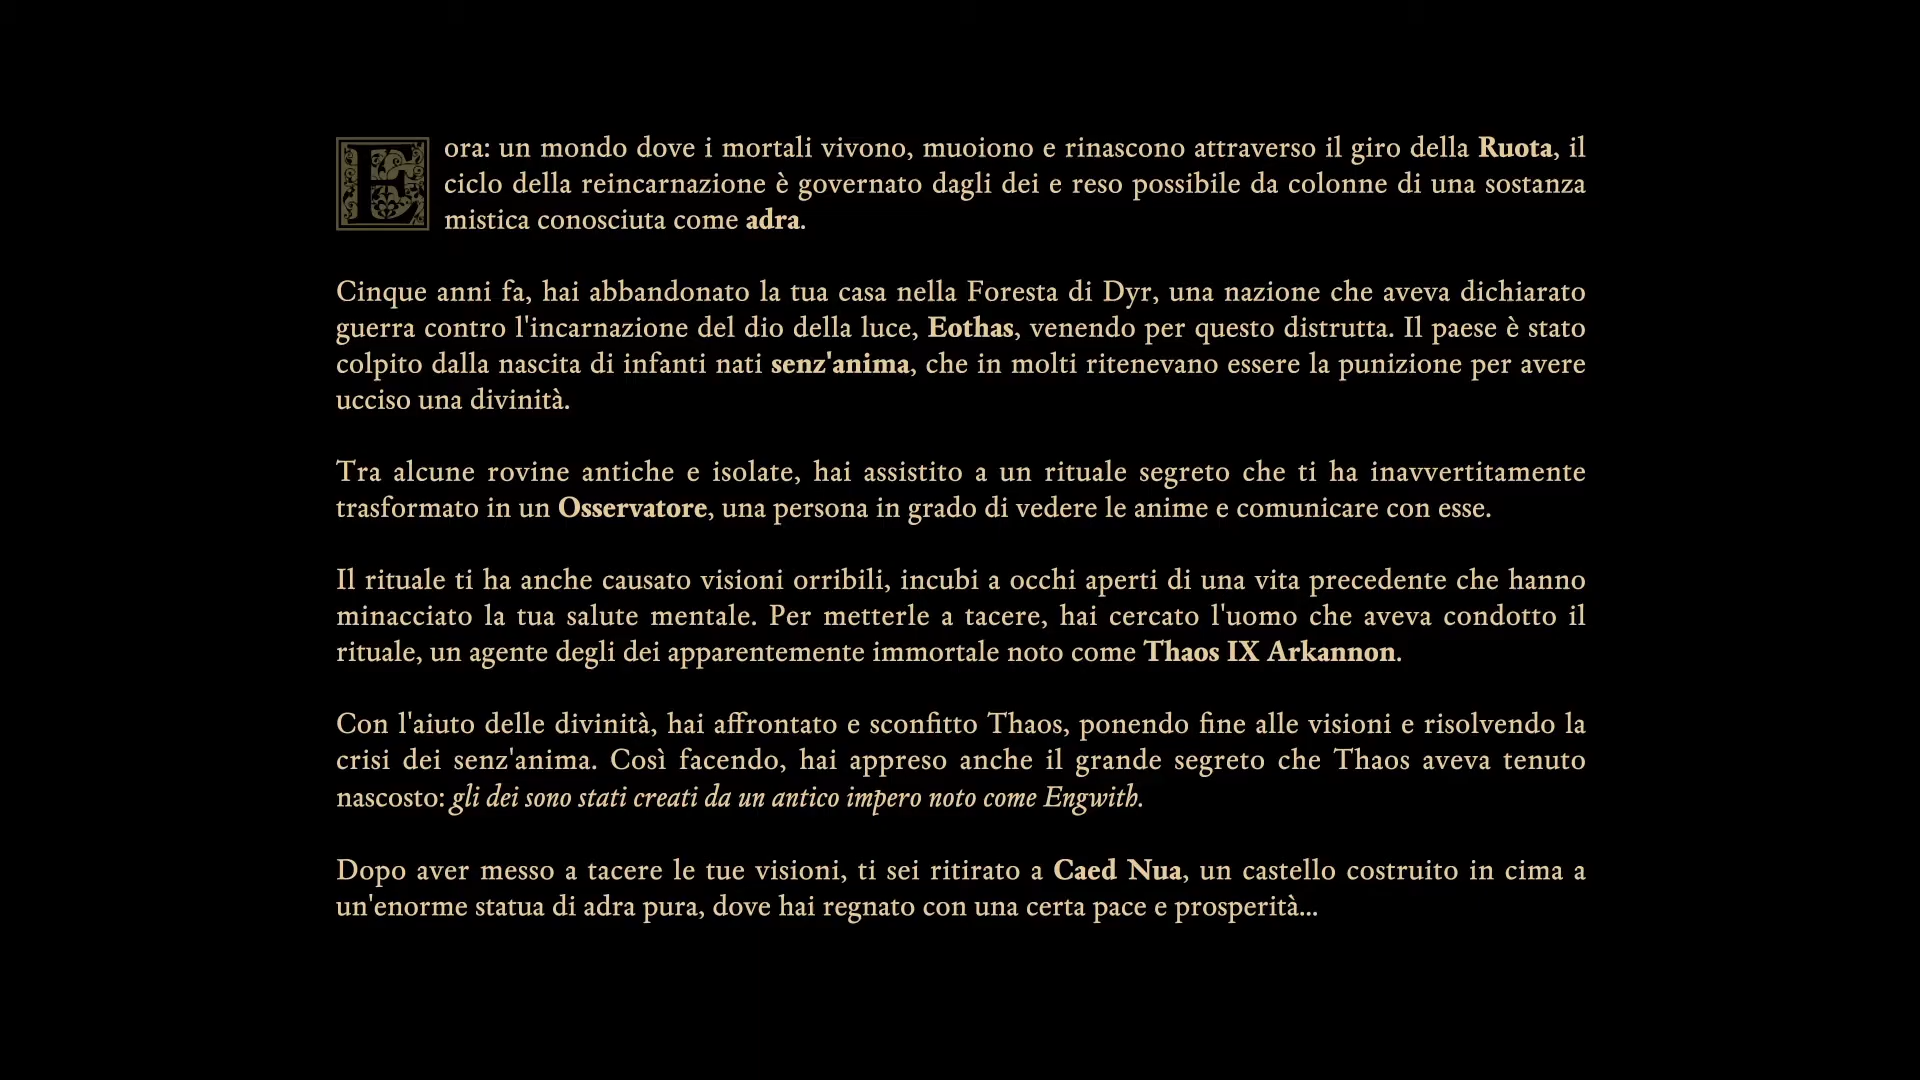 Eora: un mondo dove i mortali vivono, muoiono e rinascono attraverso il giro della Ruota, il
ciclo della reincarnazione è governato dagli dei e reso possibile da colonne di una sostanza
mistica conosciuta come adra.
Cinque anni fa, hai abbandonato la tua casa nella Foresta di Dyr, una nazione che aveva dichiarato
guerra contro l'incarnazione del dio della luce, Eothas, venendo per questo distrutta. Il paese è stato
colpito dalla nascita di infanti nati senz'anima, che in molti ritenevano essere la punizione per avere
ucciso una divinità.
Tra alcune rovine antiche e isolate, hai assistito a un rituale segreto che ti ha inavvertitamente
trasformato in un Osservatore, una persona in grado di vedere le anime e comunicare con esse.
Il rituale ti ha anche causato visioni orribili, incubi a occhi aperti di una vita precedente che hanno
minacciato la tua salute mentale. Per metterle a tacere, hai cercato l'uomo che aveva condotto il
rituale, un agente degli dei apparentemente immortale noto come Thaos IX Arkannon.
Con l'aiuto delle divinità, hai affrontato e sconfitto Thaos, ponendo fine alle visioni e risolvendo la
crisi dei senz'anima. Così facendo, hai appreso anche il grande segreto che Thaos aveva tenuto
nascosto: gli dei sono stati creati da un antico impero noto come Engwith.
Dopo aver messo a tacere le tue visioni, ti sei ritirato a Caed Nua, un castello costruito in cima a
un'enorme statua di adra pura, dove hai regnato con una certa pace e prosperità...